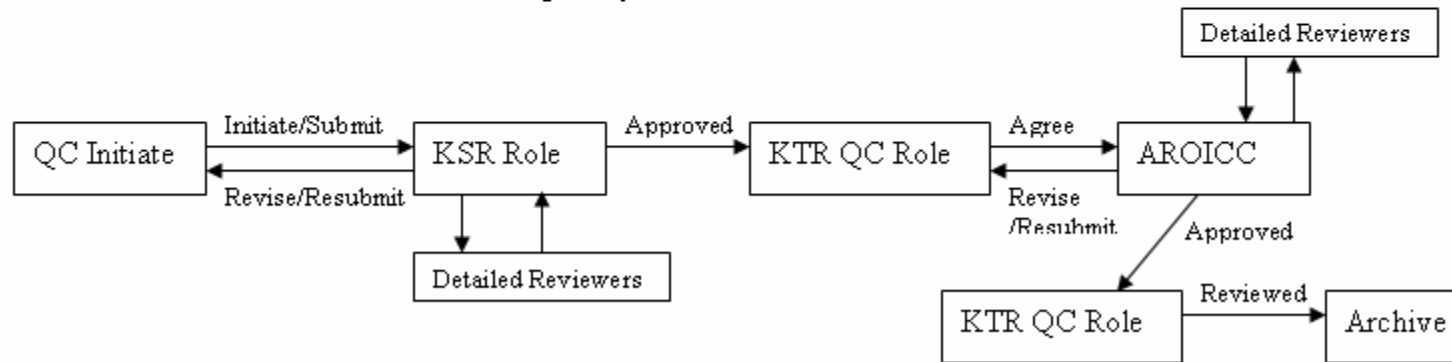 Detailed Reviewers
QC Initiate
Initiate/Submit
Revise/Resubmit
KSR Role
Approved
KTR QC Role
Agree
Revise
/Resubmit
AROICC
Detailed Reviewers
Approved
KTR QC Role
Reviewed
Archive